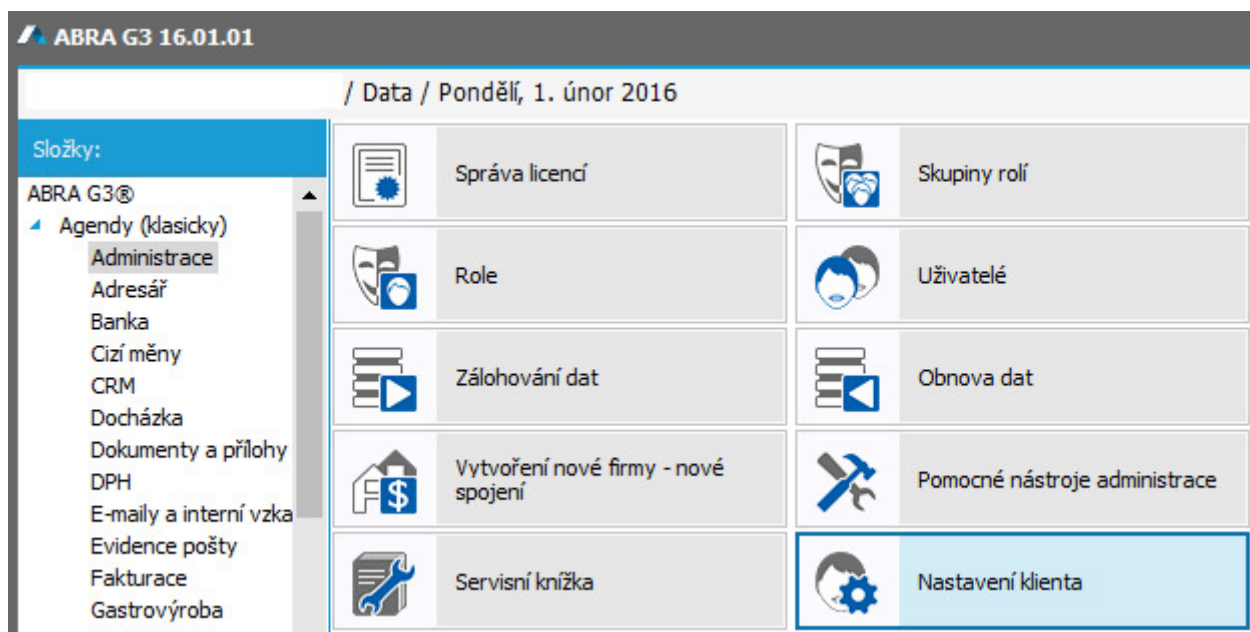 ABRA G3 16.01.01
/ Data / Pondělí, 1. únor 2016
Složky:
ABRA G3®
Agendy (klasicky)
Administrace
Adresář
Banka
Cizí měny
CRM
Docházka
Dokumenty a přílohy
DPH
E-maily a interní vzka
Evidence pošty
Fakturace
Gastrovýroba
Správa licencí
Skupiny rolí
Role
Uživatelé
Zálohování dat
Obnova dat
Vytvoření nové firmy - nové
spojení
Pomocné nástroje administrace
Servisní knížka
Nastavení klienta